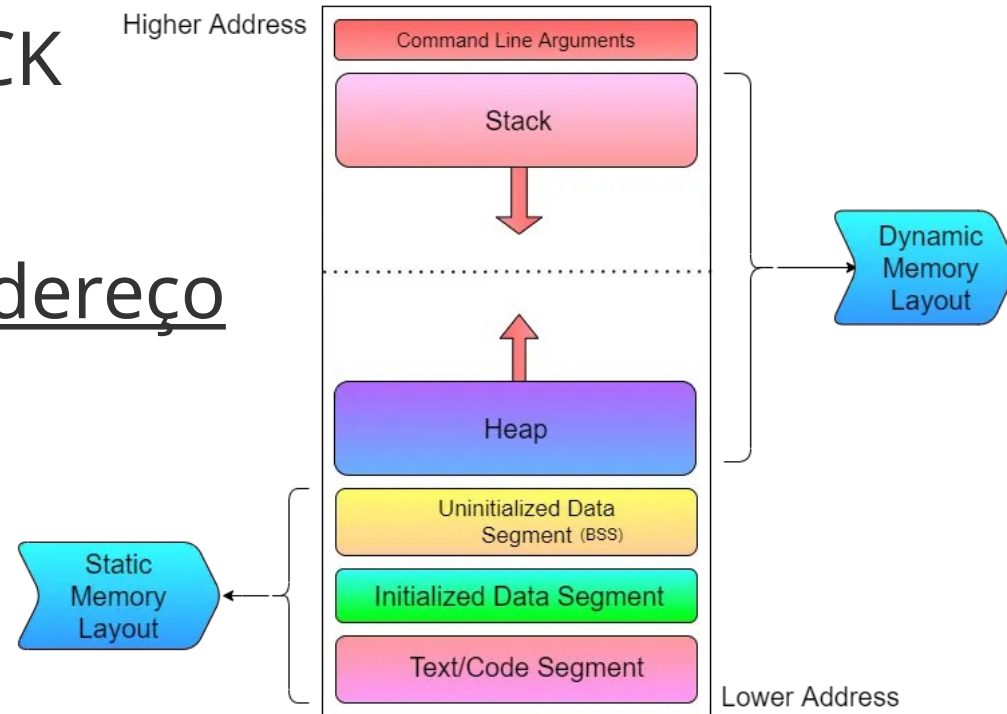 CK
dereço
Higher Address
Command Line Arguments
Stack
Dynamic
Memory
Layout
Heap
Uninitialized Data
Segment (BSS)
Static
Memory
Layout
Initialized Data Segment
Text/Code Segment
Lower Address